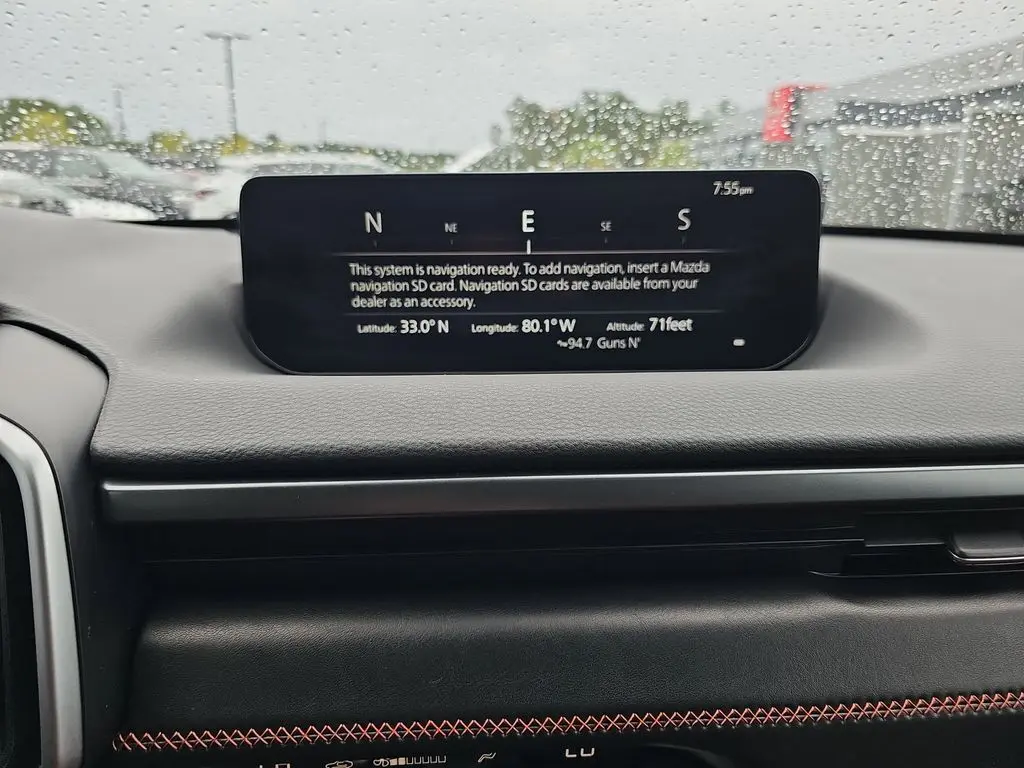 7:55pm
N NE E SE S
This system is navigation ready. To add navigation, insert a Mazda
navigation SD card. Navigation SD cards are available from your
dealer as an accessory.
Latitude: 33.0° N Longitude: 80.1° W Altitude: 71feet
94.7 Guns N'